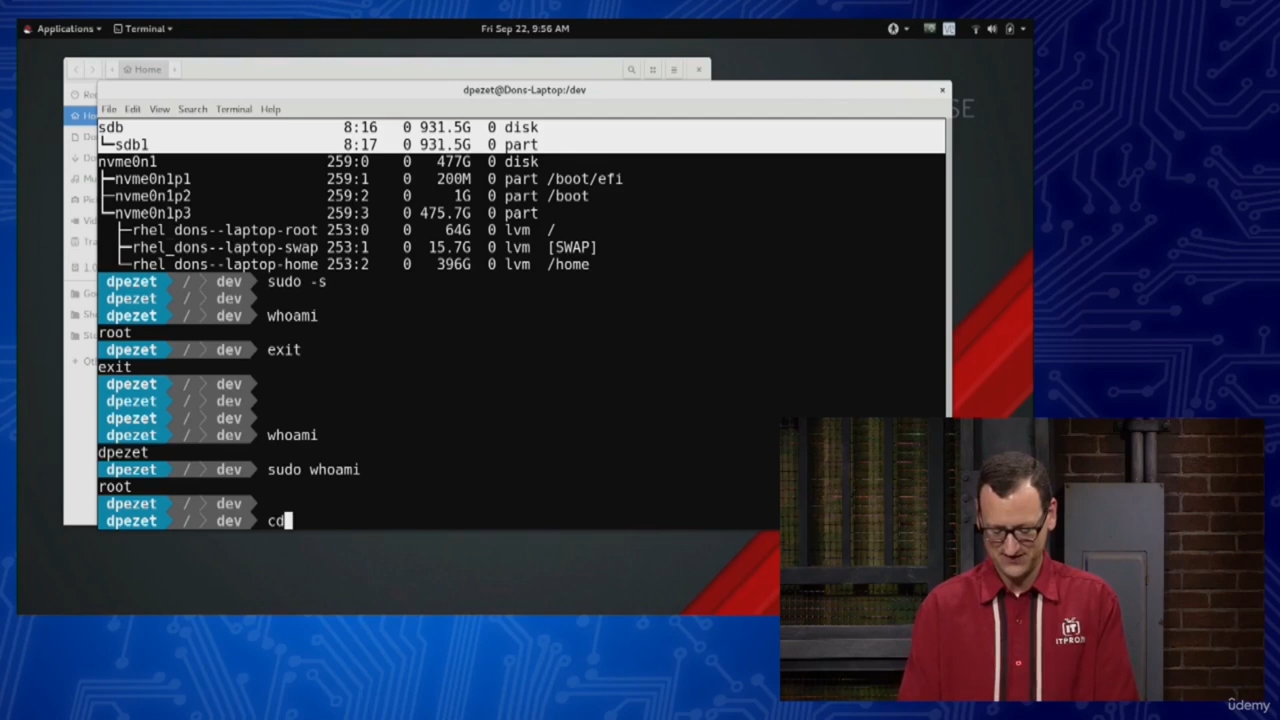 Applications Terminal Fri Sep 22, 9:56 AM
Home
dpezet@Dons-Laptop:/dev ×
File Edit View Search Terminal Help
SE
sdb 8:16 0 931.5G 0 disk
└─sdb1 8:17 0 931.5G 0 part
nvme0n1 259:0 0 477G 0 disk
├─nvme0n1p1 259:1 0 200M 0 part /boot/efi
├─nvme0n1p2 259:2 0 1G 0 part /boot
└─nvme0n1p3 259:3 0 475.7G 0 part
├─rhel_dons--laptop-root 253:0 0 64G 0 lvm /
├─rhel_dons--laptop-swap 253:1 0 15.7G 0 lvm [SWAP]
└─rhel_dons--laptop-home 253:2 0 396G 0 lvm /home
dpezet / dev sudo -s
dpezet / dev
dpezet / dev whoami
root
dpezet / dev exit
exit
dpezet / dev
dpezet / dev
dpezet / dev
dpezet / dev whoami
dpezet
dpezet / dev sudo whoami
root
dpezet / dev
dpezet / dev cd
IT
ITPRO
udemy